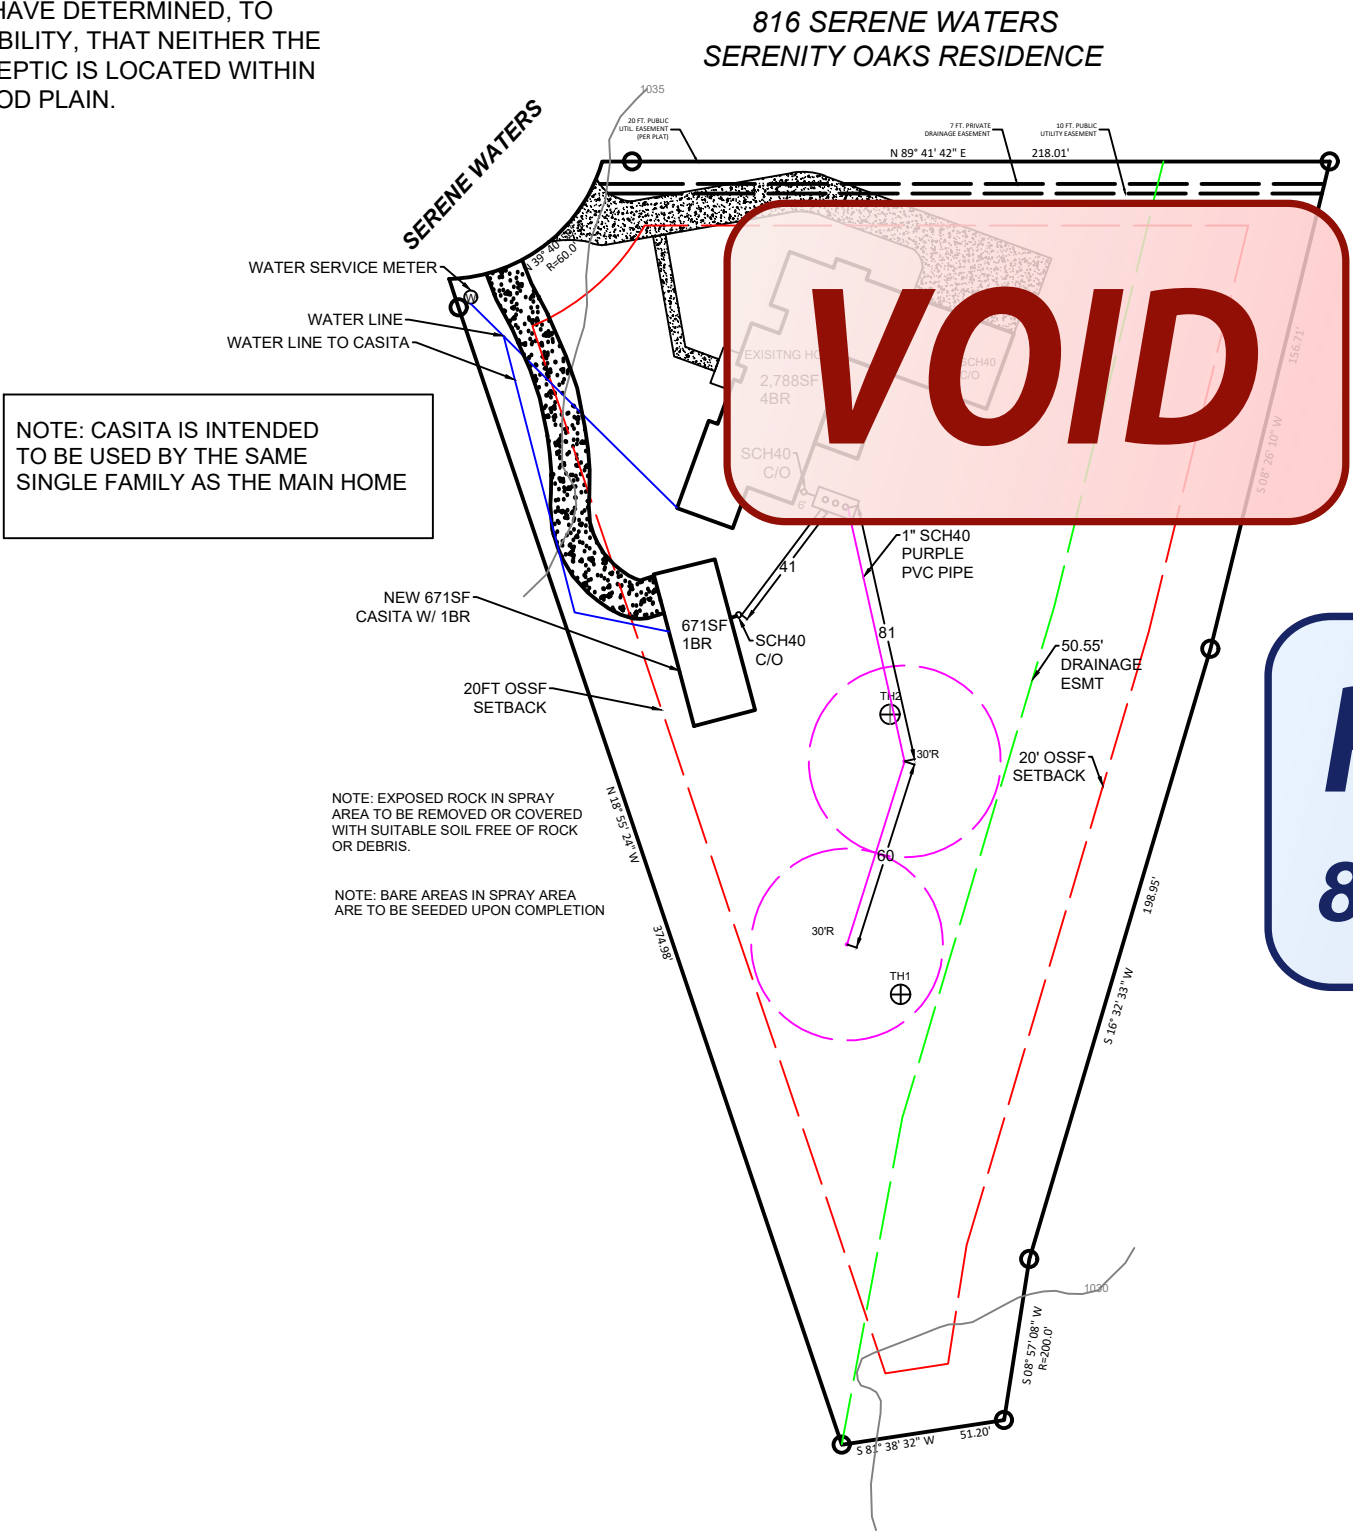 HAVE DETERMINED, TO
BILITY, THAT NEITHER THE
EPTIC IS LOCATED WITHIN
OD PLAIN.
816 SERENE WATERS
SERENITY OAKS RESIDENCE
1035
SERENE WATERS
20 FT. PUBLIC
UTIL. EASEMENT
(PER PLAT)
7 FT. PRIVATE
DRAINAGE EASEMENT
10 FT. PUBLIC
UTILITY EASEMENT
N 89° 41' 42" E
218.01'
N 39° 40'
R=60.0'
WATER SERVICE METER
W
WATER LINE
WATER LINE TO CASITA
NOTE: CASITA IS INTENDED
TO BE USED BY THE SAME
SINGLE FAMILY AS THE MAIN HOME
VOID
EXISITNG HO
2,788SF
4BR
SCH40
C/O
SCH40
C/O
6'
156.71'
S 08° 26' 10" W
1" SCH40
PURPLE
PVC PIPE
41
NEW 671SF
CASITA W/ 1BR
671SF
1BR
SCH40
C/O
81
50.55'
DRAINAGE
ESMT
20FT OSSF
SETBACK
TH2
30'R
20' OSSF
SETBACK
NOTE: EXPOSED ROCK IN SPRAY
AREA TO BE REMOVED OR COVERED
WITH SUITABLE SOIL FREE OF ROCK
OR DEBRIS.
N 18° 55' 24" W
374.98'
60
NOTE: BARE AREAS IN SPRAY AREA
ARE TO BE SEEDED UPON COMPLETION
30'R
TH1
198.95'
S 16° 32' 33" W
8
1030
S 08° 57' 08" W
R=200.0'
S 81° 38' 32" W
51.20'